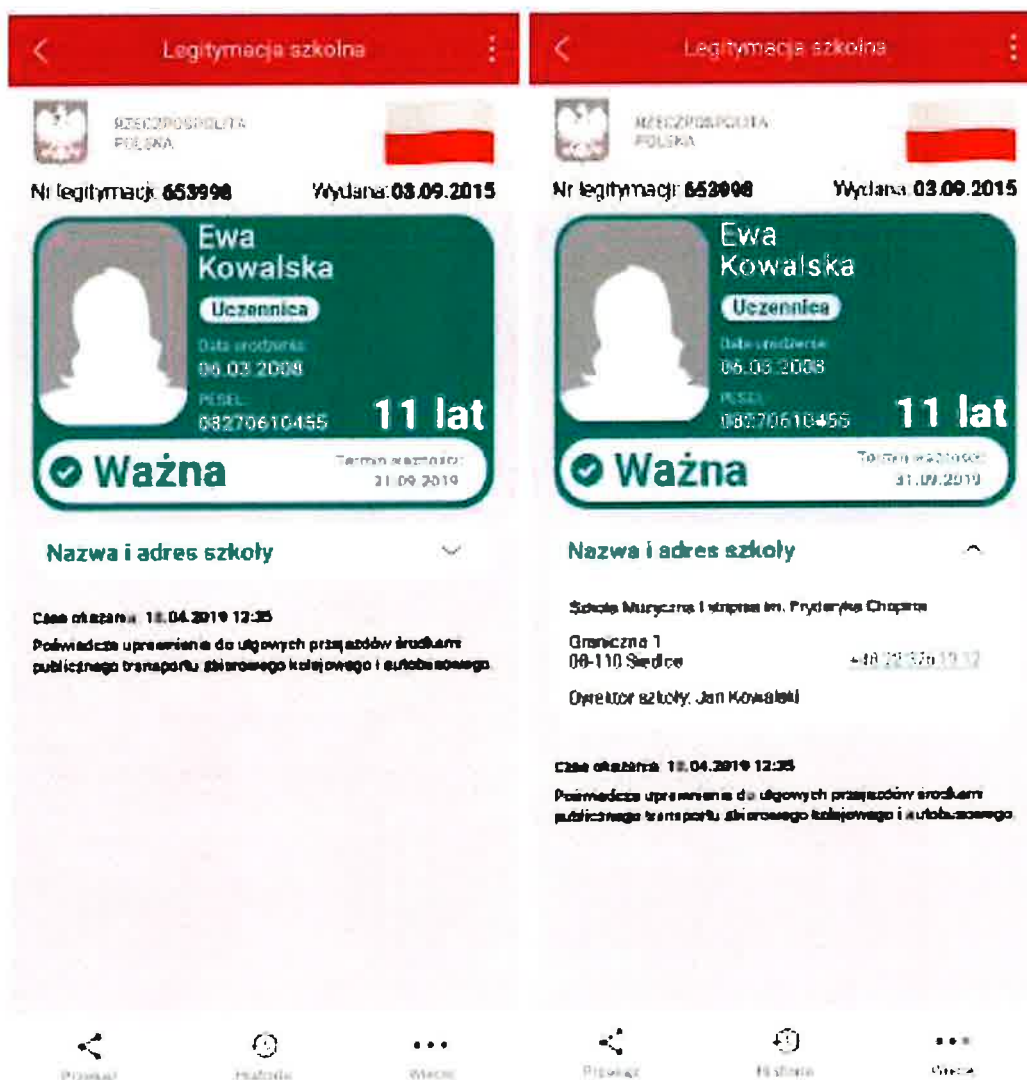 Legitymacja szkolna
RZECZPOSPOLITA
POLSKA
Nr legitymacji: 653998 Wydana: 03.09.2015
Ewa
Kowalska
Uczennica
Data urodzenia:
06.03.2008
PESEL:
08270610455
11 lat
Ważna
Termin ważności:
31.09.2019
Nazwa i adres szkoły
Czas okazania: 04.2019 12:35
Poświadcza uprawnienia do ulgowych przejazdów środkami
publicznego transportu zbiorowego kolejowego i autobusowego.
Przekaż Historia Więcej
Legitymacja szkolna
RZECZPOSPOLITA
POLSKA
Nr legitymacji: 653998 Wydana: 03.09.2015
Ewa
Kowalska
Uczennica
Data urodzenia:
06.03.2008
PESEL:
08270610455
11 lat
Ważna
Termin ważności:
31.09.2019
Nazwa i adres szkoły
Szkoła Muzyczna I stopnia im. Fryderyka Chopina
Graniczna 1
08-110 Siedlce +48 22
Dyrektor szkoły: Jan Kowalski
Czas okazania: 04.2019 12:35
Poświadcza uprawnienia do ulgowych przejazdów środkami
publicznego transportu zbiorowego kolejowego i autobusowego.
Przekaż Historia Więcej